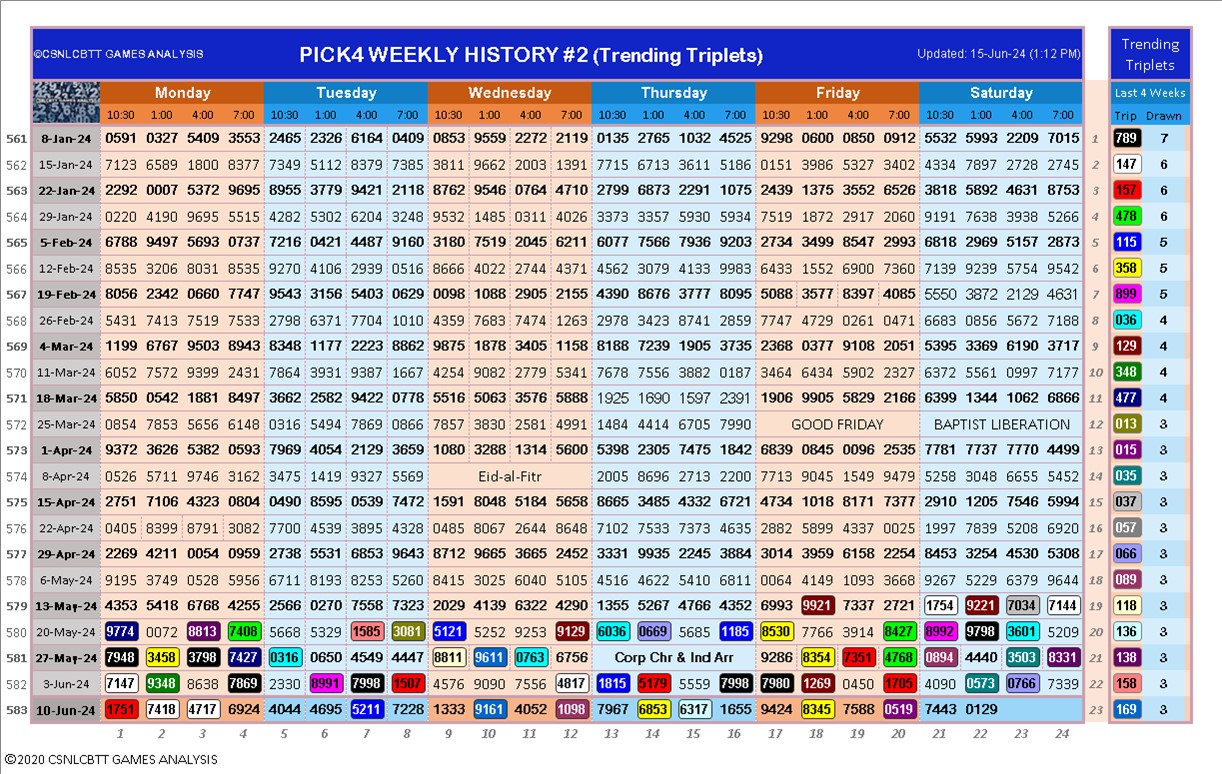 ©CSNLCBTT GAMES ANALYSIS PICK4 WEEKLY HISTORY #2 (Trending Triplets) Updated: 15-Jun-24 (1:12 PM) Trending Triplets
Monday Tuesday Wednesday Thursday Friday Saturday Last 4 Weeks
10:30 1:00 4:00 7:00 10:30 1:00 4:00 7:00 10:30 1:00 4:00 7:00 10:30 1:00 4:00 7:00 10:30 1:00 4:00 7:00 10:30 1:00 4:00 7:00 Trip Drawn
561 8-Jan-24 0591 0327 5409 3553 2465 2326 6164 0409 0853 9559 2272 2119 0135 2765 1032 4525 9298 0600 0850 0912 5532 5993 2209 7015 1 789 7
562 15-Jan-24 7123 6589 1800 8377 7349 5112 8379 7385 9811 9662 2003 1391 7715 6713 3611 5186 0151 3986 5327 3402 4334 7897 2728 2745 2 147 6
563 22-Jan-24 2292 0007 5372 9695 8955 3779 9421 2118 8762 9546 0764 4710 2799 6873 2291 1075 2439 1375 3552 6526 3818 5892 4631 8753 3 157 6
564 29-Jan-24 0220 4190 9695 5515 4282 5302 6204 3248 9532 1485 0311 4026 3373 3357 5930 5934 7519 1872 2917 2060 9191 7638 3938 5266 4 478 6
565 5-Feb-24 6788 9497 5693 0737 7216 0421 4487 9160 3180 7519 2045 6211 6077 7566 7936 9203 2734 3499 8547 2993 6818 2969 5157 2873 5 115 5
566 12-Feb-24 8535 3206 8031 8535 9270 4106 2939 0516 8666 4022 2744 4371 4562 3079 4133 9983 6433 1552 6900 7360 7139 9239 5754 9542 6 358 5
567 19-Feb-24 8056 2342 0660 7747 9543 3156 5403 0629 0098 1088 2905 2155 4390 8676 3777 8095 5088 3577 8397 4085 5550 3872 2129 4631 7 899 5
568 26-Feb-24 5431 7413 7519 7533 2798 6371 7704 1010 4359 7683 7474 1263 2978 3423 8741 2859 7747 4729 0261 0471 6683 0856 5672 7188 8 036 4
569 4-Mar-24 1199 6767 9503 8943 8348 1177 2223 8862 9875 1878 3405 1158 8188 7239 1905 3735 2368 0377 9108 2051 5395 3369 6190 3717 9 129 4
570 11-Mar-24 6052 7572 9399 2431 7864 3931 9387 1667 4254 9082 2779 5341 7678 7556 3882 0187 3464 6434 5902 2327 6372 5561 0997 7177 10 348 4
571 18-Mar-24 5850 0542 1881 8497 3662 2582 9422 0778 5516 5063 3576 5888 1925 1690 1597 2391 1906 9905 5829 2166 6399 1344 1062 6866 11 477 4
572 25-Mar-24 0854 7853 5656 6148 0316 5494 7869 0866 7857 3830 2581 4991 1484 4414 6705 7990 GOOD FRIDAY BAPTIST LIBERATION 12 013 3
573 1-Apr-24 9372 3626 5382 0593 7969 4054 2129 3659 1080 3288 1314 5600 5398 2305 7475 1842 6839 0845 0096 2535 7781 7737 7770 4499 13 015 3
574 8-Apr-24 0526 5711 9746 3162 3475 1419 9327 5569 Eid-al-Fitr 2005 8696 2713 2200 7713 9045 1549 9479 5258 3048 6655 5452 14 035 3
575 15-Apr-24 2751 7106 4323 0804 0490 8595 0539 7472 1591 8048 5184 5658 8665 3485 4332 6721 4734 1018 8171 7377 2910 1205 7546 5994 15 037 3
576 22-Apr-24 0405 8399 8791 3082 7700 4539 3895 4328 0485 8067 2644 8648 7102 7533 7373 4635 2882 5899 4337 0025 1997 7839 5208 6920 16 057 3
577 29-Apr-24 2269 4211 0054 0959 2738 5531 6853 9643 8712 9665 3665 2452 3331 9935 2245 3884 3014 3959 6158 2254 8453 3254 4530 5308 17 066 3
578 6-May-24 9195 3749 0528 5956 6711 8193 8253 5260 8415 3025 6040 5105 4516 4622 5410 6811 0064 4149 1093 3668 9267 5229 6379 9644 18 089 3
579 13-May-24 4353 5418 6768 4255 2566 0270 7558 7323 2029 4139 6322 4290 1355 5267 4766 4352 6993 9921 7337 2721 1754 9221 7034 7144 19 118 3
580 20-May-24 9774 0072 8813 7408 5668 5329 1585 3081 5121 5252 9253 9129 6036 0669 5685 1185 8530 7766 3914 8427 8992 9798 3601 5209 20 136 3
581 27-May-24 7948 3458 3798 7427 0316 0650 4549 4447 8811 9611 0763 6756 Corp Chr & Ind Arr 9286 8354 7351 4768 0894 4440 3503 8331 21 138 3
582 3-Jun-24 7147 9348 8638 7869 2330 8991 7998 1507 4576 9090 7556 4817 1815 5179 5559 7998 7980 1269 0450 1705 4090 0573 0766 7339 22 158 3
583 10-Jun-24 1751 7418 4717 6924 4044 4695 5211 7228 1333 9161 4052 1098 7967 6853 6317 1655 9424 8345 7588 0519 7443 0129 23 169 3
1 2 3 4 5 6 7 8 9 10 11 12 13 14 15 16 17 18 19 20 21 22 23 24
©2020 CSNLCBTT GAMES ANALYSIS